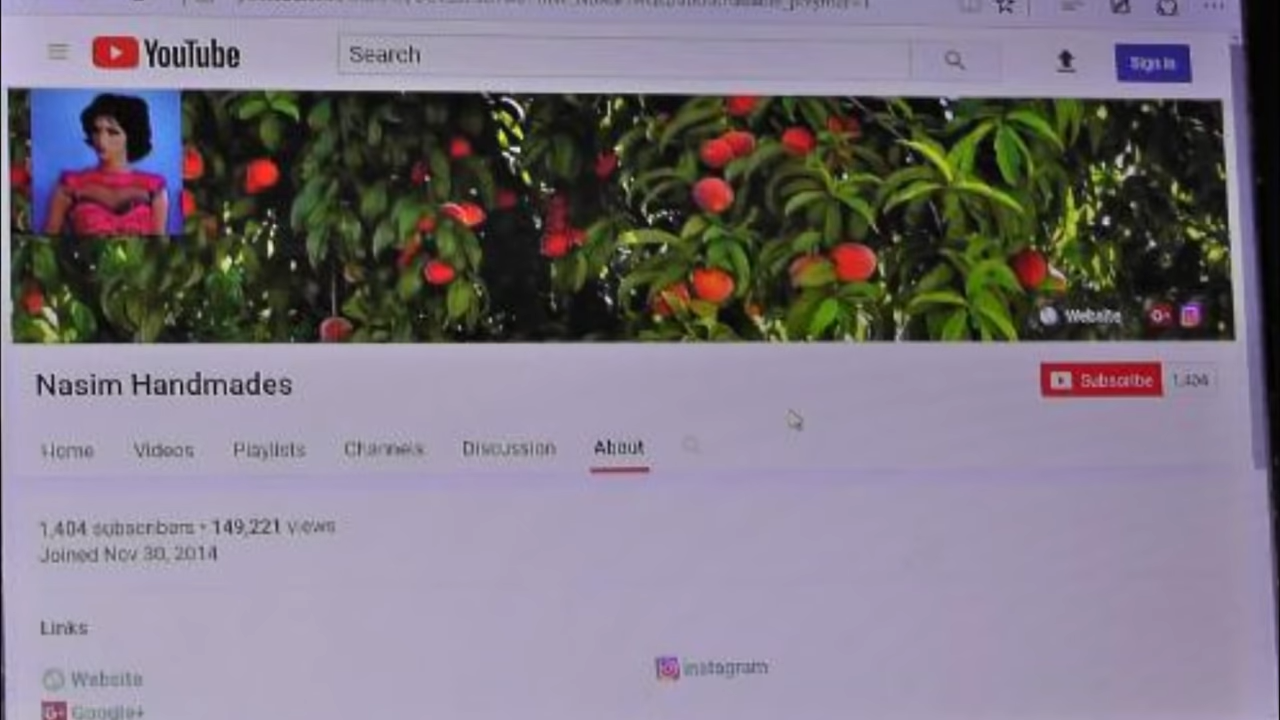 YouTube
Search
Sign in
Website
Nasim Handmades
Subscribe 1,404
Home Videos Playlists Channels Discussion About
1,404 subscribers • 149,221 views
Joined Nov 30, 2014
Links
Website
Instagram
Google+